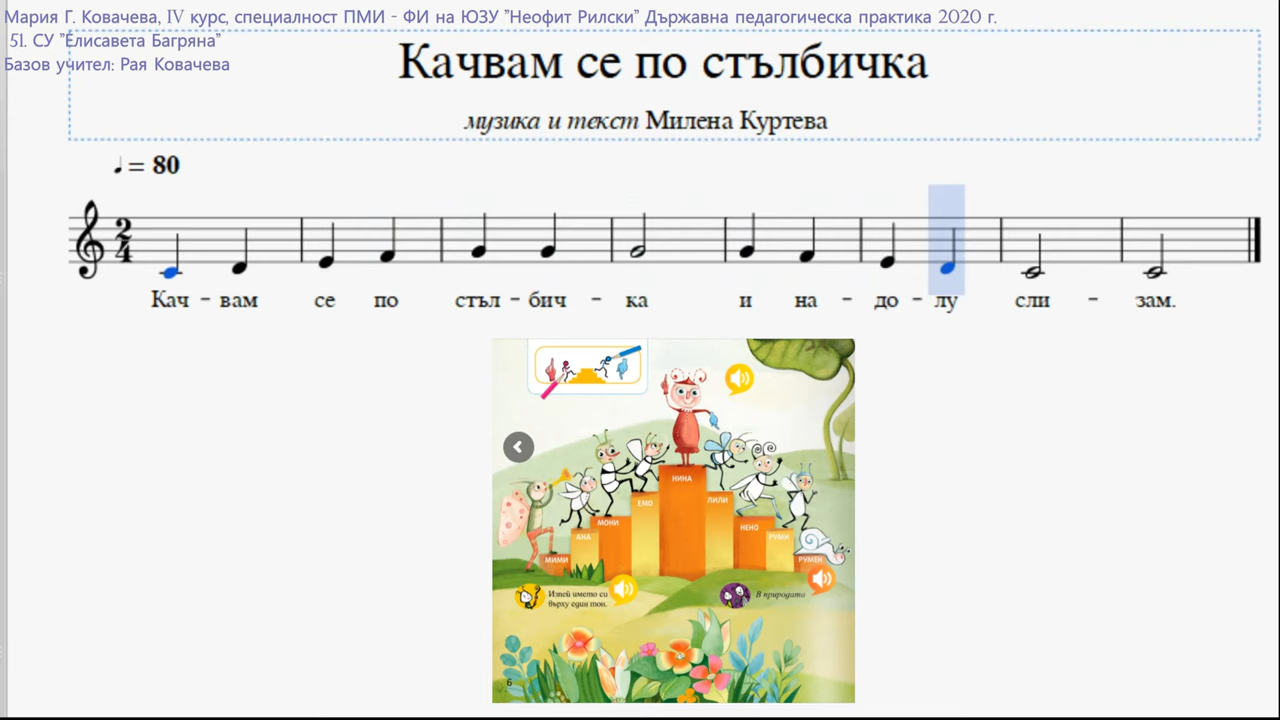 Мария Г. Ковачева, IV курс, специалност ПМИ - ФИ на ЮЗУ "Неофит Рилски" Държавна педагогическа практика 2020 г.
51. СУ "Елисавета Багряна"
Базов учител: Рая Ковачева
Качвам се по стълбичка
музика и текст Милена Куртева
♩ = 80
2
4
Кач - вам се по стъл - бич - ка и на - до - лу сли - зам.
НИНА
ЕМО ЛИЛИ
МОНИ НЕНО
АНА РУМИ
МИМИ РУМЕН
Изпей името си
върху един тон.
В природата
6